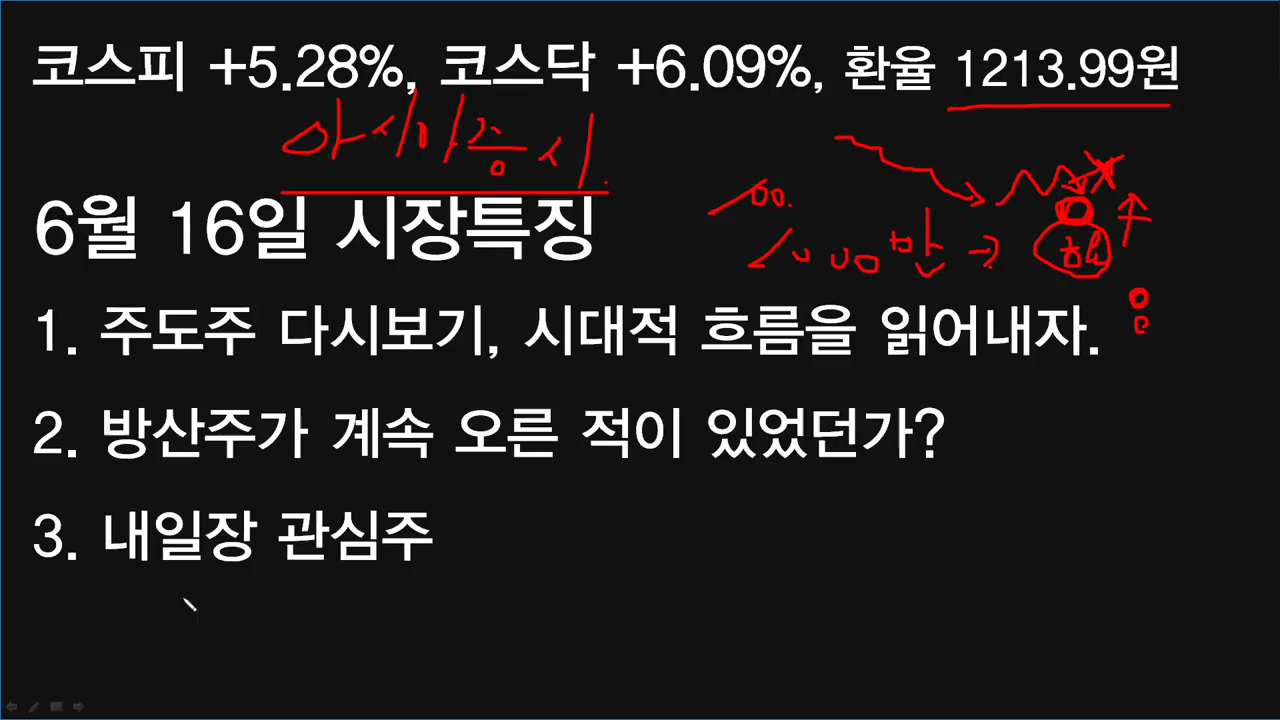 코스피 +5.28%, 코스닥 +6.09%, 환율 1213.99원
아시아증시
6월 16일 시장특징
1. 주도주 다시보기, 시대적 흐름을 읽어내자.
2. 방산주가 계속 오른 적이 있었던가?
3. 내일장 관심주